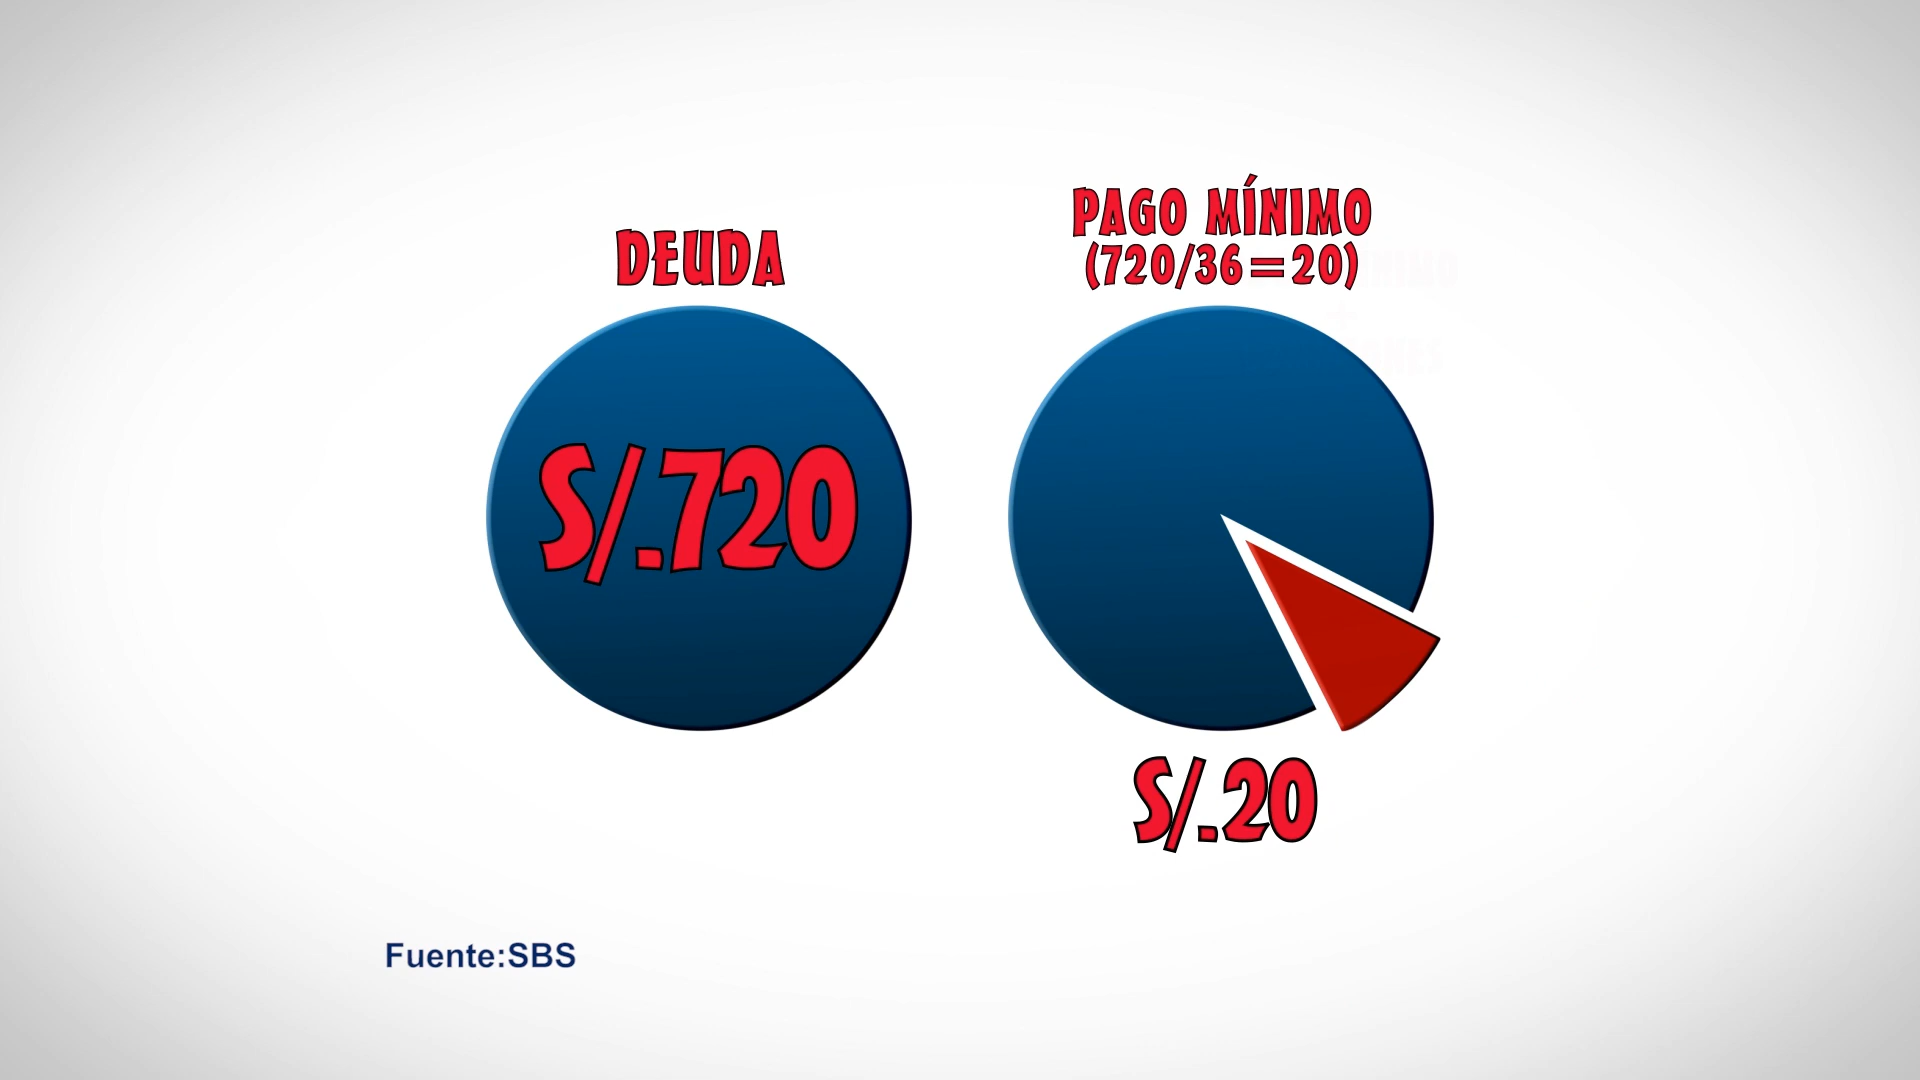 DEUDA
S/.720
PAGO MÍNIMO
(720/36=20)
S/.20
Fuente:SBS